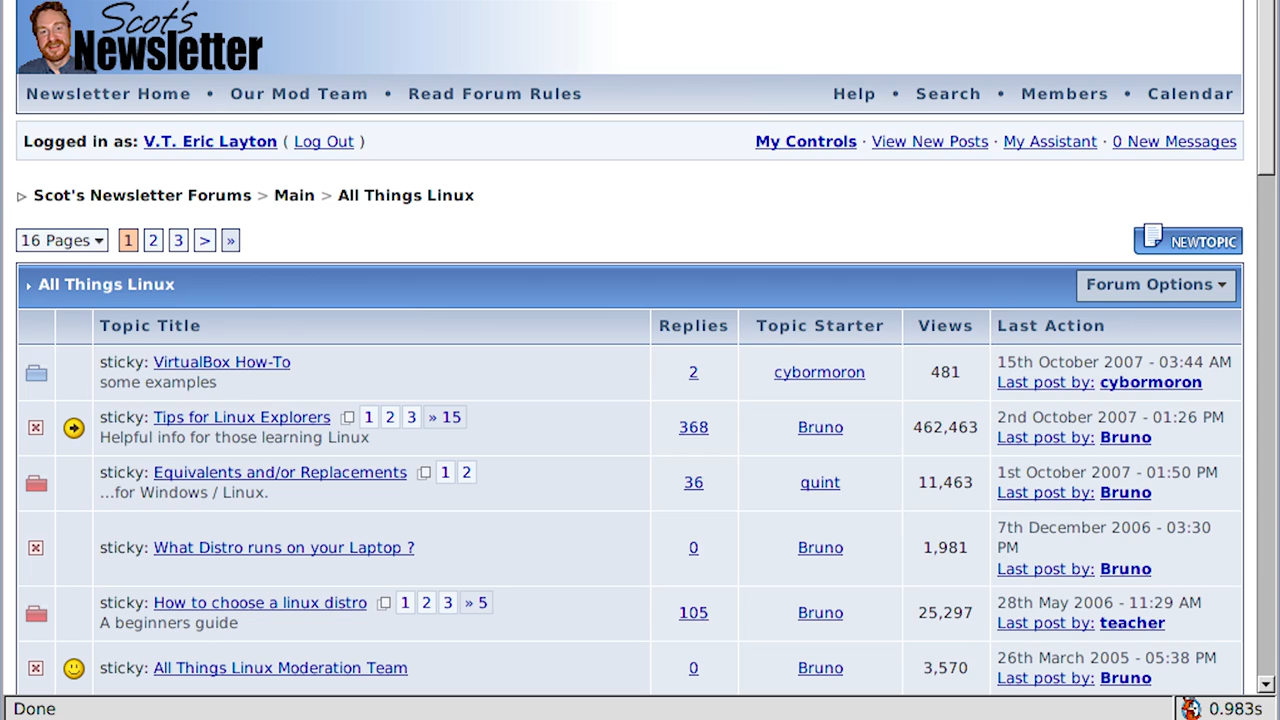 Scot's
Newsletter
Newsletter Home • Our Mod Team • Read Forum Rules Help • Search • Members • Calendar
Logged in as: V.T. Eric Layton ( Log Out ) My Controls · View New Posts · My Assistant · 0 New Messages
Scot's Newsletter Forums > Main > All Things Linux
16 Pages 1 2 3 > » NEWTOPIC
All Things Linux Forum Options
Topic Title Replies Topic Starter Views Last Action
sticky: VirtualBox How-To 2 cybormoron 481 15th October 2007 - 03:44 AM
some examples Last post by: cybormoron
sticky: Tips for Linux Explorers 1 2 3 » 15 368 Bruno 462,463 2nd October 2007 - 01:26 PM
Helpful info for those learning Linux Last post by: Bruno
sticky: Equivalents and/or Replacements 1 2 36 quint 11,463 1st October 2007 - 01:50 PM
...for Windows / Linux. Last post by: Bruno
sticky: What Distro runs on your Laptop ? 0 Bruno 1,981 7th December 2006 - 03:30
PM
Last post by: Bruno
sticky: How to choose a linux distro 1 2 3 » 5 105 Bruno 25,297 28th May 2006 - 11:29 AM
A beginners guide Last post by: teacher
sticky: All Things Linux Moderation Team 0 Bruno 3,570 26th March 2005 - 05:38 PM
Last post by: Bruno
Done 0.983s